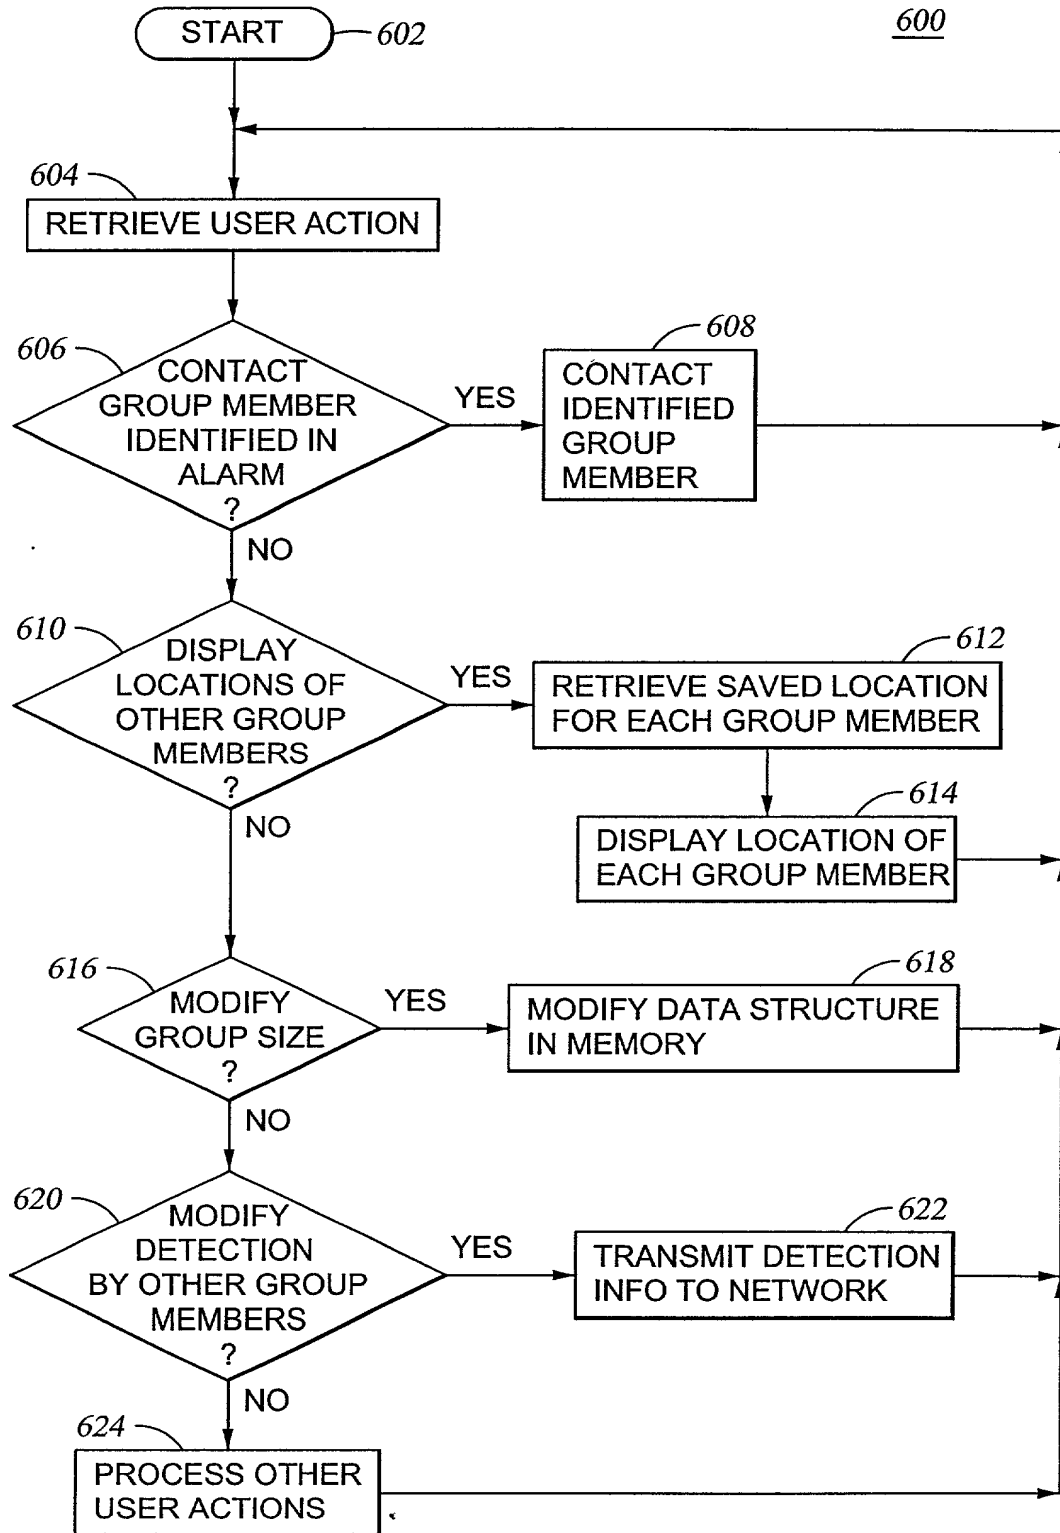 START
602
600
604
RETRIEVE USER ACTION
606
CONTACT
GROUP MEMBER
IDENTIFIED IN
ALARM
?
YES
608
CONTACT
IDENTIFIED
GROUP
MEMBER
NO
610
DISPLAY
LOCATIONS OF
OTHER GROUP
MEMBERS
?
YES
612
RETRIEVE SAVED LOCATION
FOR EACH GROUP MEMBER
614
DISPLAY LOCATION OF
EACH GROUP MEMBER
NO
616
MODIFY
GROUP SIZE
?
YES
618
MODIFY DATA STRUCTURE
IN MEMORY
NO
620
MODIFY
DETECTION
BY OTHER GROUP
MEMBERS
?
YES
622
TRANSMIT DETECTION
INFO TO NETWORK
NO
624
PROCESS OTHER
USER ACTIONS